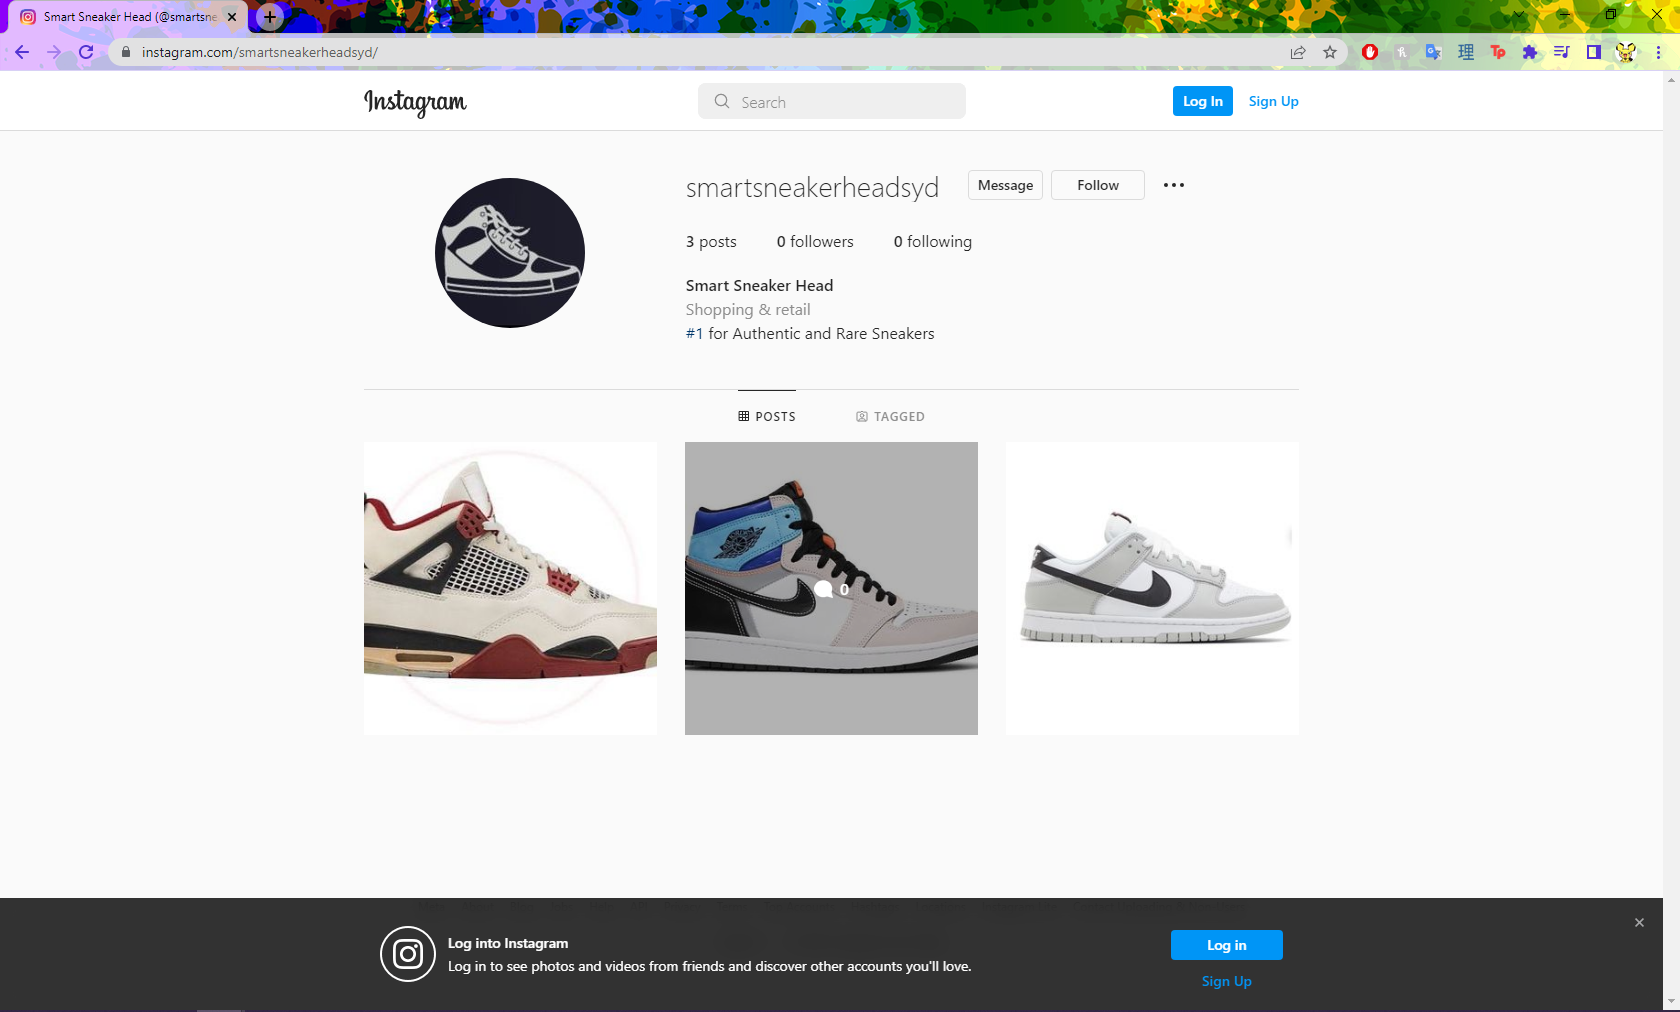 Smart Sneaker Head (@smartsne
instagram.com/smartsneakerheadsyd/
Instagram
Search
Log In
Sign Up
smartsneakerheadsyd
Message
Follow
3 posts
0 followers
0 following
Smart Sneaker Head
Shopping & retail
#1 for Authentic and Rare Sneakers
POSTS
TAGGED
0
Log into Instagram
Log in to see photos and videos from friends and discover other accounts you'll love.
Log in
Sign Up